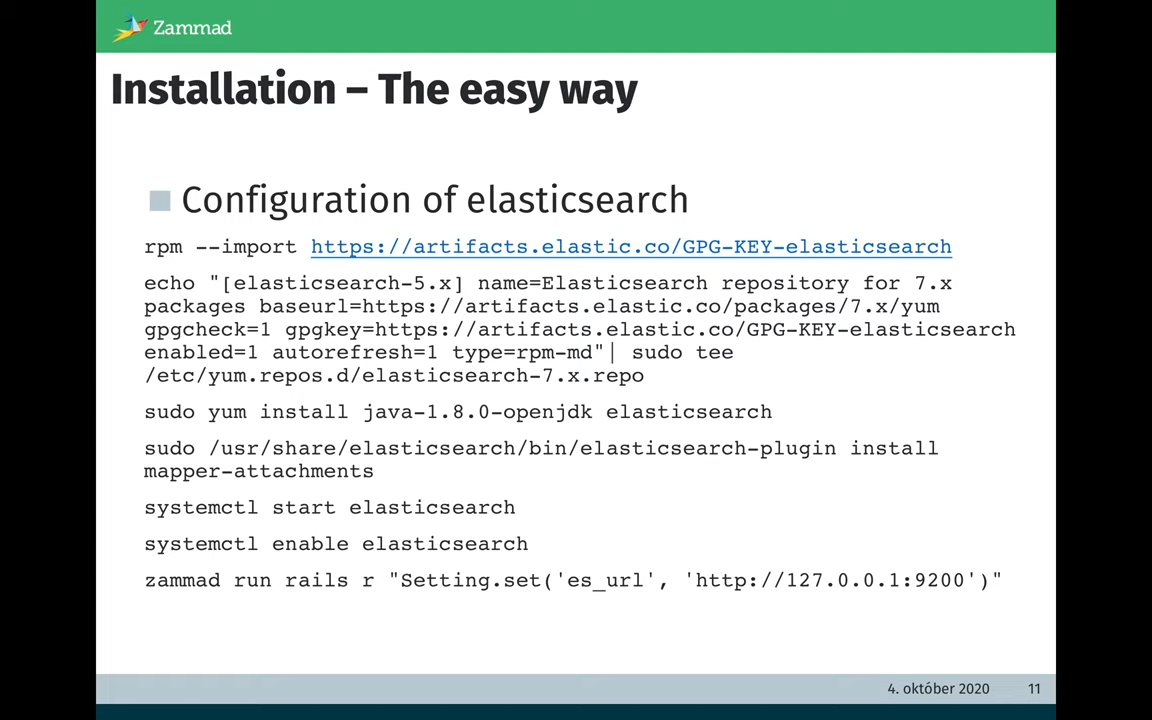 Zammad
Installation – The easy way
Configuration of elasticsearch
rpm --import https://artifacts.elastic.co/GPG-KEY-elasticsearch
echo "[elasticsearch-5.x] name=Elasticsearch repository for 7.x
packages baseurl=https://artifacts.elastic.co/packages/7.x/yum
gpgcheck=1 gpgkey=https://artifacts.elastic.co/GPG-KEY-elasticsearch
enabled=1 autorefresh=1 type=rpm-md"| sudo tee
/etc/yum.repos.d/elasticsearch-7.x.repo
sudo yum install java-1.8.0-openjdk elasticsearch
sudo /usr/share/elasticsearch/bin/elasticsearch-plugin install
mapper-attachments
systemctl start elasticsearch
systemctl enable elasticsearch
zammad run rails r "Setting.set('es_url', 'http://127.0.0.1:9200')"
4. október 2020 11